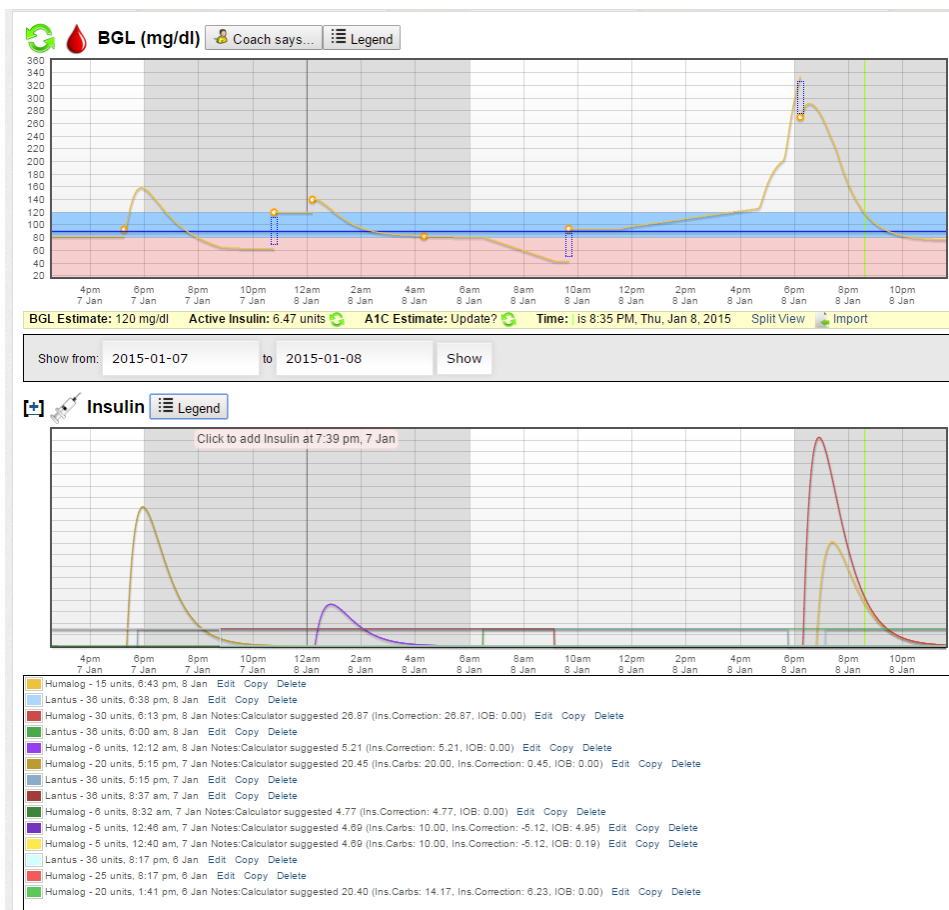 BGL (mg/dl) Coach says... Legend
360
340
320
300
280
260
240
220
200
180
160
140
120
100
80
60
40
20
4pm 6pm 8pm 10pm 12am 2am 4am 6am 8am 10am 12pm 2pm 4pm 6pm 8pm 10pm
7 Jan 7 Jan 7 Jan 7 Jan 8 Jan 8 Jan 8 Jan 8 Jan 8 Jan 8 Jan 8 Jan 8 Jan 8 Jan 8 Jan 8 Jan 8 Jan
BGL Estimate: 120 mg/dl Active Insulin: 6.47 units A1C Estimate: Update? Time: is 8:35 PM, Thu, Jan 8, 2015 Split View Import
Show from: 2015-01-07 to 2015-01-08 Show
[+] Insulin Legend
Click to add Insulin at 7:39 pm, 7 Jan
4pm 6pm 8pm 10pm 12am 2am 4am 6am 8am 10am 12pm 2pm 4pm 6pm 8pm 10pm
7 Jan 7 Jan 7 Jan 7 Jan 8 Jan 8 Jan 8 Jan 8 Jan 8 Jan 8 Jan 8 Jan 8 Jan 8 Jan 8 Jan 8 Jan 8 Jan
Humalog - 15 units, 6:43 pm, 8 Jan Edit Copy Delete
Lantus - 36 units, 6:38 pm, 8 Jan Edit Copy Delete
Humalog - 30 units, 6:13 pm, 8 Jan Notes:Calculator suggested 26.87 (Ins.Correction: 26.87, IOB: 0.00) Edit Copy Delete
Lantus - 36 units, 6:00 am, 8 Jan Edit Copy Delete
Humalog - 6 units, 12:12 am, 8 Jan Notes:Calculator suggested 5.21 (Ins.Correction: 5.21, IOB: 0.00) Edit Copy Delete
Humalog - 20 units, 5:15 pm, 7 Jan Notes:Calculator suggested 20.45 (Ins.Carbs: 20.00, Ins.Correction: 0.45, IOB: 0.00) Edit Copy Delete
Lantus - 36 units, 5:15 pm, 7 Jan Edit Copy Delete
Lantus - 36 units, 8:37 am, 7 Jan Edit Copy Delete
Humalog - 6 units, 8:32 am, 7 Jan Notes:Calculator suggested 4.77 (Ins.Correction: 4.77, IOB: 0.00) Edit Copy Delete
Humalog - 5 units, 12:46 am, 7 Jan Notes:Calculator suggested 4.69 (Ins.Carbs: 10.00, Ins.Correction: -5.12, IOB: 4.95) Edit Copy Delete
Humalog - 5 units, 12:40 am, 7 Jan Notes:Calculator suggested 4.69 (Ins.Carbs: 10.00, Ins.Correction: -5.12, IOB: 0.19) Edit Copy Delete
Lantus - 36 units, 8:17 pm, 6 Jan Edit Copy Delete
Humalog - 25 units, 8:17 pm, 6 Jan Edit Copy Delete
Humalog - 20 units, 1:41 pm, 6 Jan Notes:Calculator suggested 20.40 (Ins.Carbs: 14.17, Ins.Correction: 6.23, IOB: 0.00) Edit Copy Delete